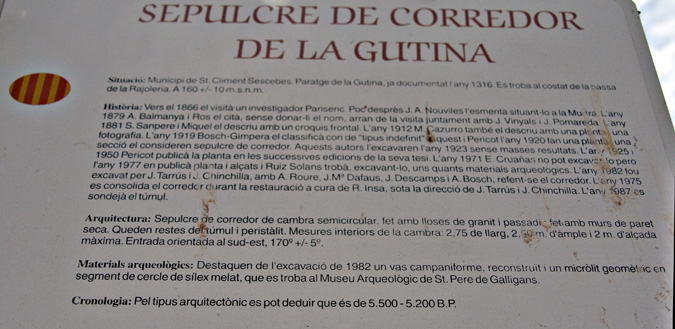 SEPULCRE DE CORREDOR
DE LA GUTINA
Situació: Municipi de St. Climent Sescebes. Paratge de la Gutina, ja documentat l'any 1316. Es troba al costat de la bassa
de la Rajoleria. A 160 +/- 10 m.s.n.m.
Història: Vers el 1866 el visità un investigador Parisenc. Poc després J. A. Nouviles l'esmenta situant-lo a La L'any
1879 A. Balmanya i Ros el cità, sense donar-li el nom, arran de la visita juntament amb J. Vinyals i J. Pomareda. L'any
1881 S. Sanpere i Miquel el descriu amb un croquis frontal. L'any 1912 M. Cazurro també el descriu amb una planta i una
fotografia. L'any 1919 Bosch-Gimpera el classifica con de "tipus indefinit". Aquest i Pericot l'any 1920 fan una planta i una
secció el consideren sepulcre de corredor. Aquests autors l'excavaren l'any 1923 sense masses resultats. L'any 1925 i
1950 Pericot publicà la planta en les successives edicions de la seva tesi. L'any 1971 E. Cruañas no pot excavar-lo però
l'any 1977 en publicà planta i alçats i Ruiz Solans trobà, excavant-lo, uns quants materials arqueològics. L'any 1982 fou
excavat per J. Tarrús i J. Chinchilla, amb A. Roure, J.Mª Dafaus, J. Descamps i A. Bosch, refent-se el corredor. L'any 1975
es consolida el corredor durant la restauració a cura de R. Insa, sota la direcció de J. Tarrús i J. Chinchilla. L'any 1987 es
sondejà el túmul.
Arquitectura: Sepulcre de corredor de cambra semicircular, fet amb lloses de granit i passadís fet amb murs de paret
seca. Queden restes del túmul i peristàlit. Mesures interiors de la cambra: 2,75 de llarg, m. d'ample i 2 m. d'alçada
màxima. Entrada orientada al sud-est, 170º +/- 5º.
Materials arqueològics: Destaquen de l'excavació de 1982 un vas campaniforme, reconstruït i un micròlit geomètric en
segment de cercle de sílex melat, que es troba al Museu Arqueològic de St. Pere de Galligans.
Cronologia: Pel tipus arquitectònic es pot deduir que és de 5.500 - 5.200 B.P.